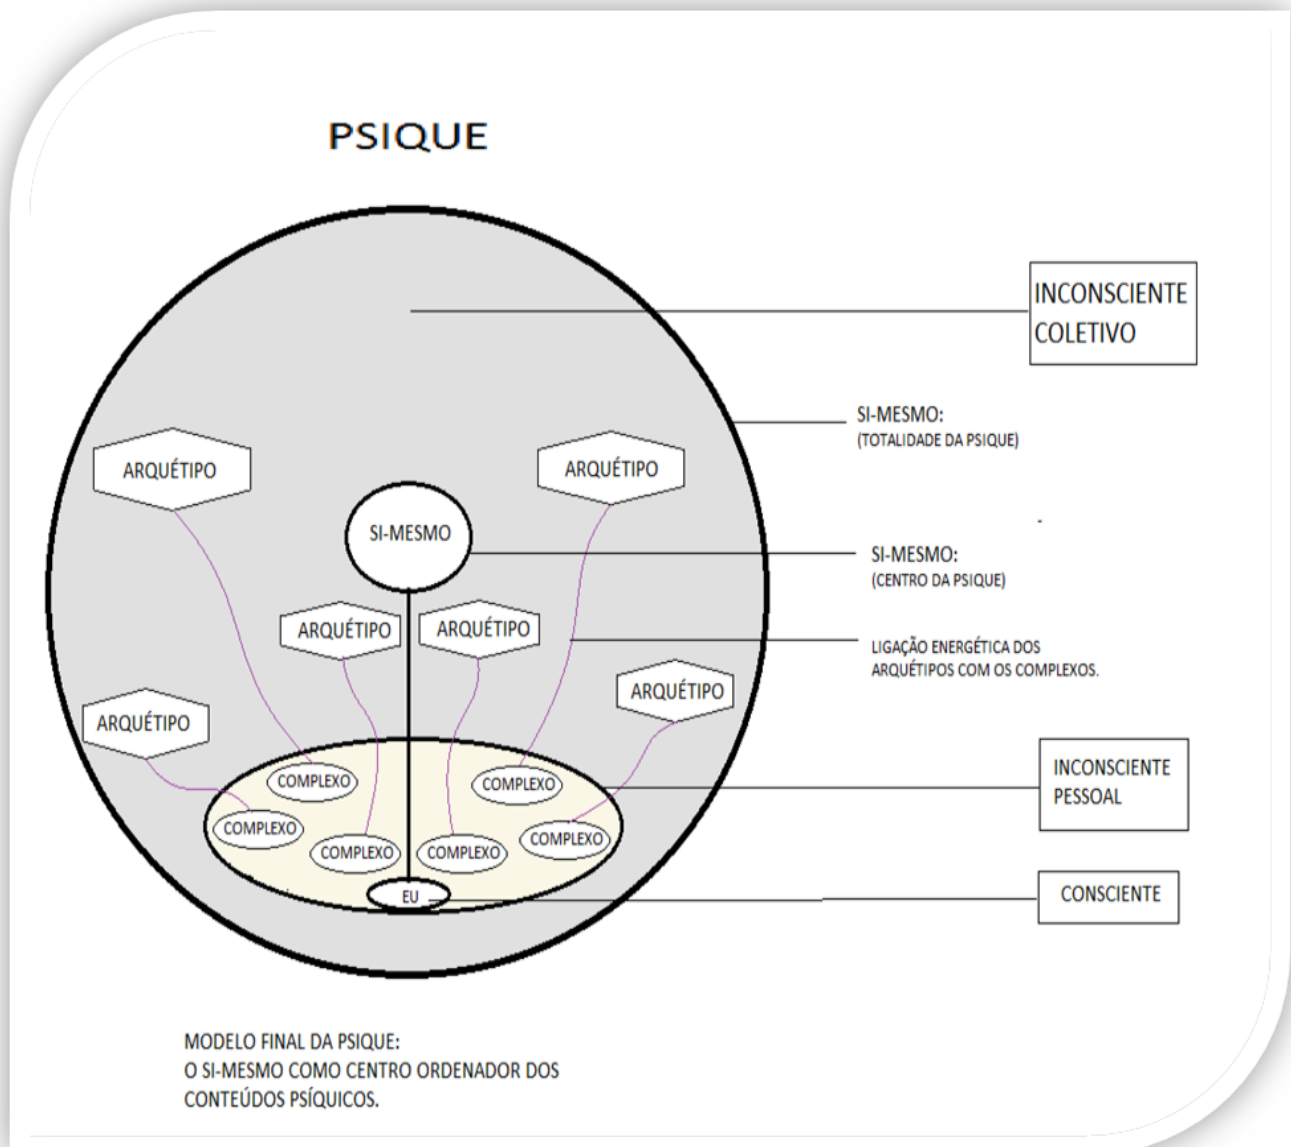 PSIQUE
INCONSCIENTE
COLETIVO
SI-MESMO:
(TOTALIDADE DA PSIQUE)
ARQUÉTIPO
ARQUÉTIPO
SI-MESMO
SI-MESMO:
(CENTRO DA PSIQUE)
ARQUÉTIPO
ARQUÉTIPO
LIGAÇÃO ENERGÉTICA DOS
ARQUÉTIPOS COM OS COMPLEXOS.
ARQUÉTIPO
ARQUÉTIPO
INCONSCIENTE
PESSOAL
COMPLEXO
COMPLEXO
COMPLEXO
COMPLEXO
COMPLEXO
COMPLEXO
EU
CONSCIENTE
MODELO FINAL DA PSIQUE:
O SI-MESMO COMO CENTRO ORDENADOR DOS
CONTEÚDOS PSÍQUICOS.